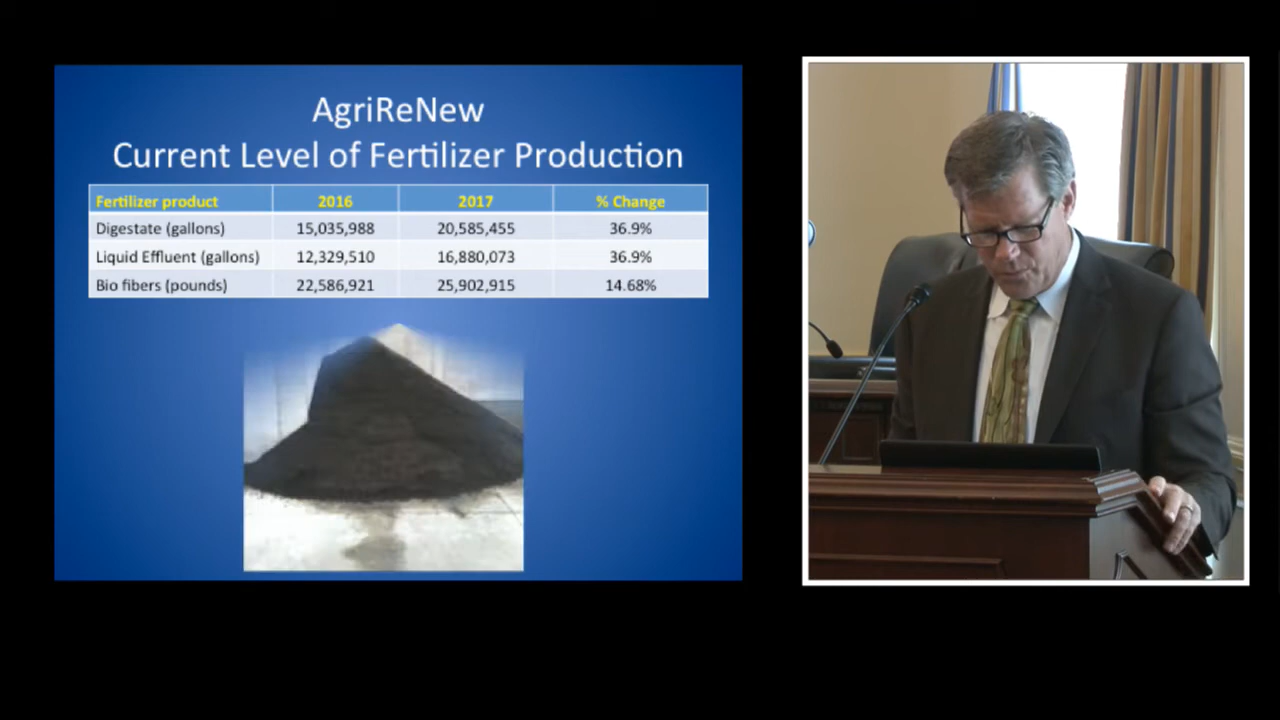 AgriReNew
Current Level of Fertilizer Production
Fertilizer product 2016 2017 % Change
Digestate (gallons) 15,035,988 20,585,455 36.9%
Liquid Effluent (gallons) 12,329,510 16,880,073 36.9%
Bio fibers (pounds) 22,586,921 25,902,915 14.68%